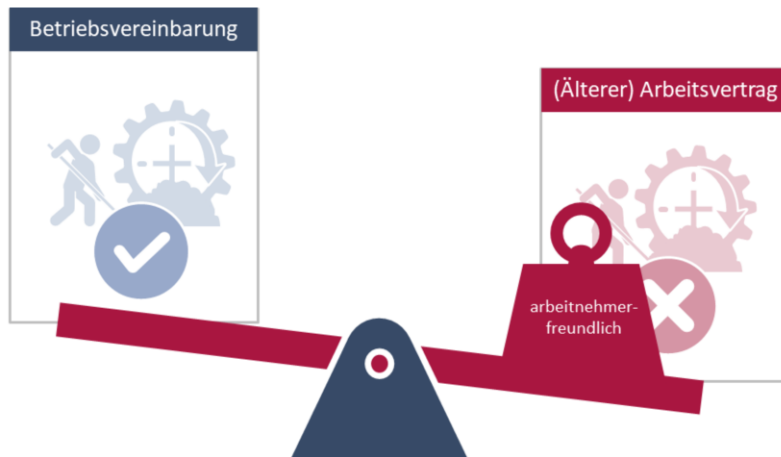 Betriebsvereinbarung
(Älterer) Arbeitsvertrag
arbeitnehmer-
freundlich